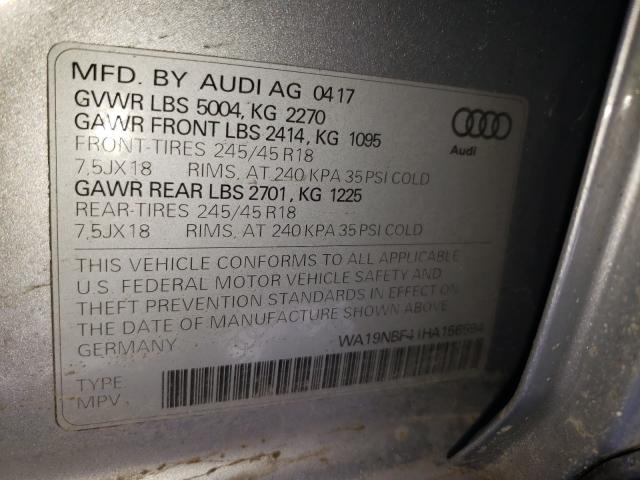 MFD. BY AUDI AG 04 17
GVWR LBS 5004, KG 2270
GAWR FRONT LBS 2414, KG 1095
FRONT-TIRES 245/45 R18
7,5JX18 RIMS, AT 240 KPA 35 PSI COLD
GAWR REAR LBS 2701, KG 1225
REAR-TIRES 245/45 R18
7,5JX18 RIMS, AT 240 KPA 35 PSI COLD
Audi
THIS VEHICLE CONFORMS TO ALL APPLICABLE
U.S. FEDERAL MOTOR VEHICLE SAFETY AND
THEFT PREVENTION STANDARDS IN EFFECT ON
THE DATE OF MANUFACTURE SHOWN ABOVE.
GERMANY
TYPE
MPV